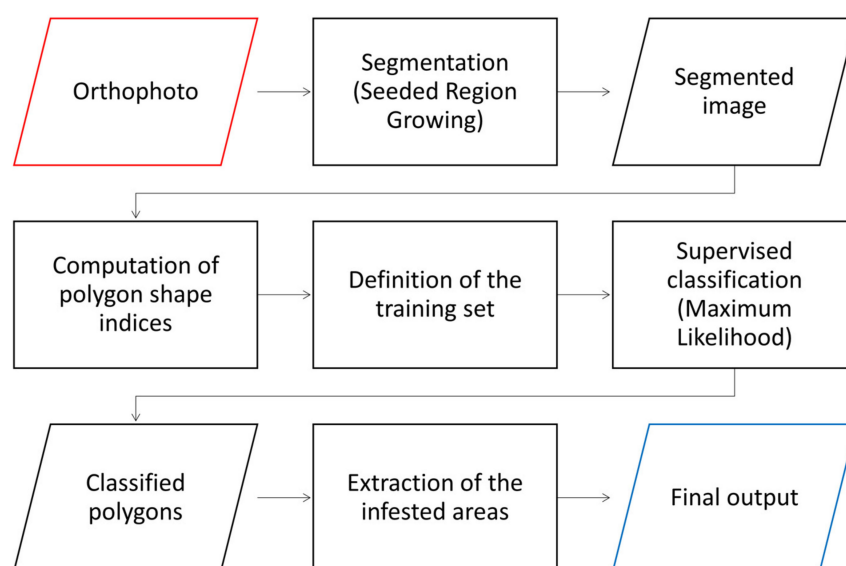 Orthophoto
Segmentation
(Seeded Region
Growing)
Segmented
image
Computation of
polygon shape
indices
Definition of the
training set
Supervised
classification
(Maximum
Likelihood)
Classified
polygons
Extraction of the
infested areas
Final output